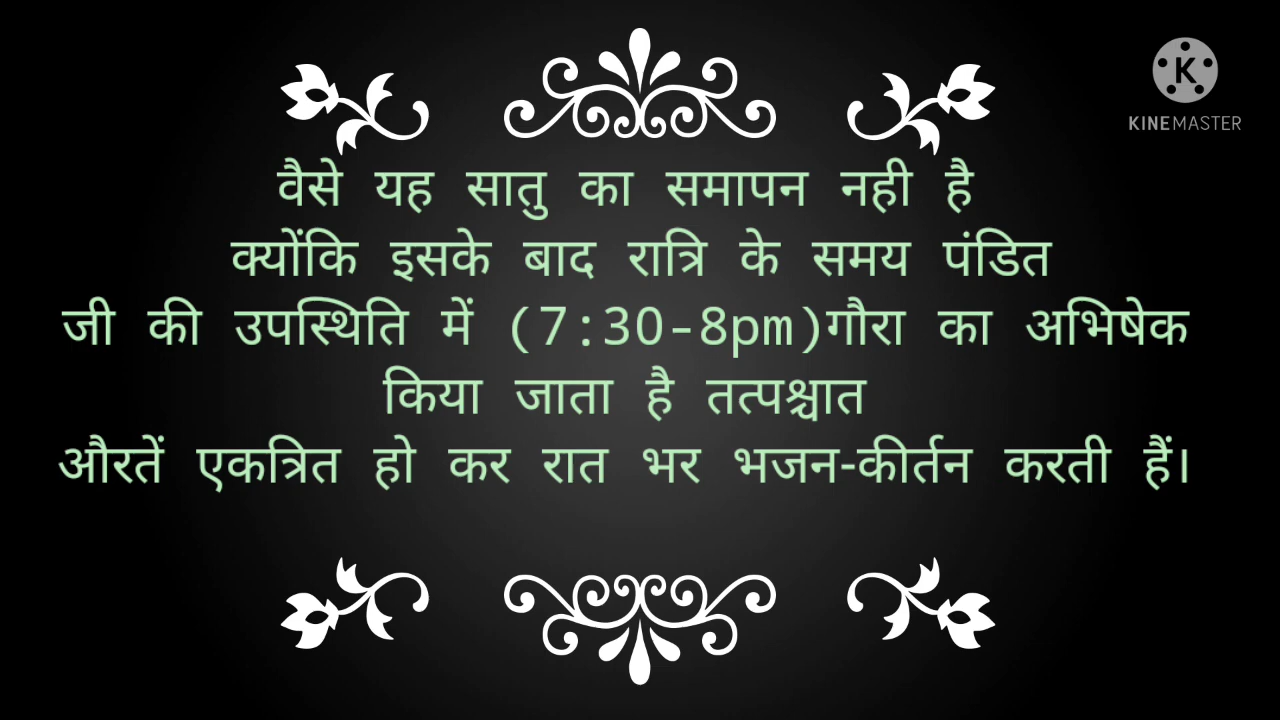 KINEMASTER
वैसे यह सातु का समापन नही है
क्योंकि इसके बाद रात्रि के समय पंडित
जी की उपस्थिति में (7:30-8pm)गौरा का अभिषेक
किया जाता है तत्पश्चात
औरतें एकत्रित हो कर रात भर भजन-कीर्तन करती हैं।